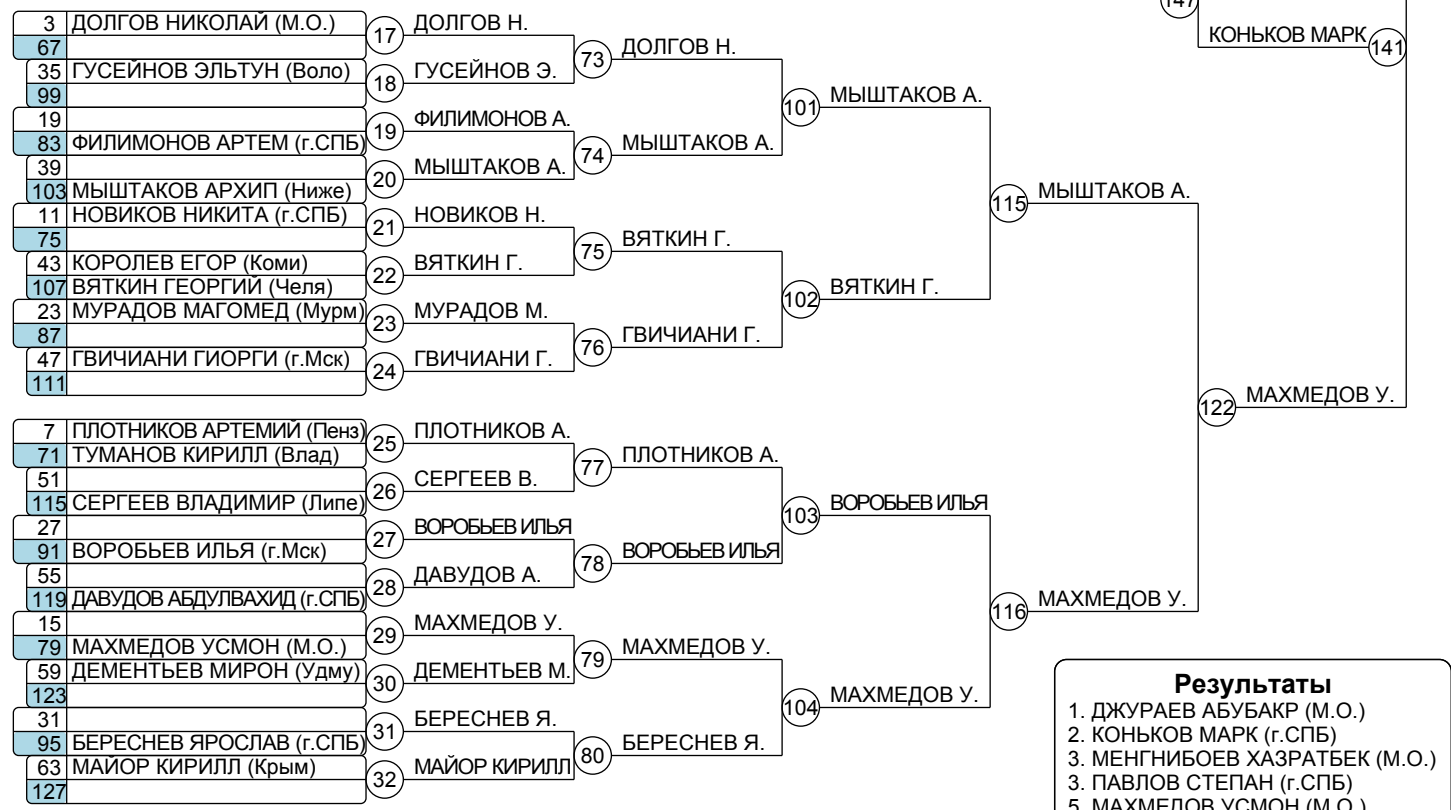 147
КОНЬКОВ МАРК
141
3 ДОЛГОВ НИКОЛАЙ (М.О.)
67
17 ДОЛГОВ Н.
35 ГУСЕЙНОВ ЭЛЬТУН (Воло)
99
18 ГУСЕЙНОВ Э.
73 ДОЛГОВ Н.
19
83 ФИЛИМОНОВ АРТЕМ (г.СПБ)
19 ФИЛИМОНОВ А.
39
103 МЫШТАКОВ АРХИП (Ниже)
20 МЫШТАКОВ А.
74 МЫШТАКОВ А.
101 МЫШТАКОВ А.
11 НОВИКОВ НИКИТА (г.СПБ)
75
21 НОВИКОВ Н.
43 КОРОЛЕВ ЕГОР (Коми)
107 ВЯТКИН ГЕОРГИЙ (Челя)
22 ВЯТКИН Г.
75 ВЯТКИН Г.
23 МУРАДОВ МАГОМЕД (Мурм)
87
23 МУРАДОВ М.
47 ГВИЧИАНИ ГИОРГИ (г.Мск)
111
24 ГВИЧИАНИ Г.
76 ГВИЧИАНИ Г.
102 ВЯТКИН Г.
115 МЫШТАКОВ А.
7 ПЛОТНИКОВ АРТЕМИЙ (Пенз)
71 ТУМАНОВ КИРИЛЛ (Влад)
25 ПЛОТНИКОВ А.
51
115 СЕРГЕЕВ ВЛАДИМИР (Липе)
26 СЕРГЕЕВ В.
77 ПЛОТНИКОВ А.
27
91 ВОРОБЬЕВ ИЛЬЯ (г.Мск)
27 ВОРОБЬЕВ ИЛЬЯ
55
119 ДАВУДОВ АБДУЛВАХИД (г.СПБ)
28 ДАВУДОВ А.
78 ВОРОБЬЕВ ИЛЬЯ
103 ВОРОБЬЕВ ИЛЬЯ
15
79 МАХМЕДОВ УСМОН (М.О.)
29 МАХМЕДОВ У.
59 ДЕМЕНТЬЕВ МИРОН (Удму)
123
30 ДЕМЕНТЬЕВ М.
79 МАХМЕДОВ У.
31
95 БЕРЕСНЕВ ЯРОСЛАВ (г.СПБ)
31 БЕРЕСНЕВ Я.
63 МАЙОР КИРИЛЛ (Крым)
127
32 МАЙОР КИРИЛЛ
80 БЕРЕСНЕВ Я.
104 МАХМЕДОВ У.
116 МАХМЕДОВ У.
122 МАХМЕДОВ У.
Результаты
1. ДЖУРАЕВ АБУБАКР (М.О.)
2. КОНЬКОВ МАРК (г.СПБ)
3. МЕНГНИБОЕВ ХАЗРАТБЕК (М.О.)
3. ПАВЛОВ СТЕПАН (г.СПБ)
5. МАХМЕДОВ УСМОН (М.О.)